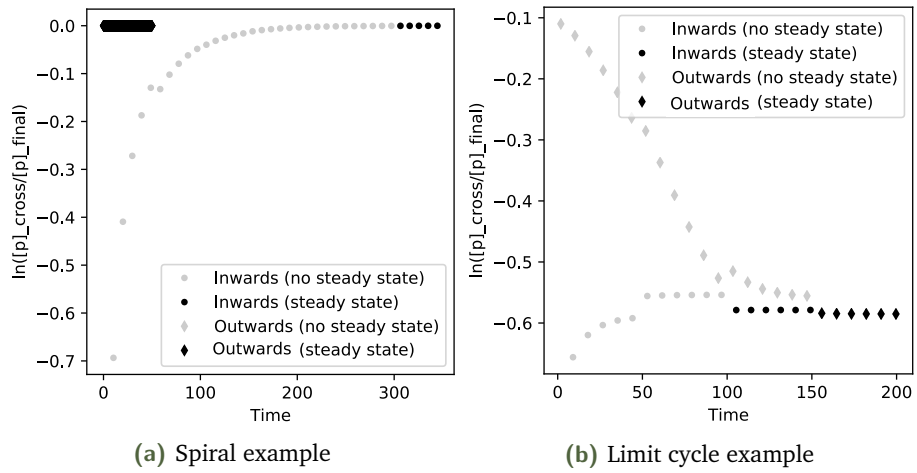 0.0
−0.1
−0.2
−0.3
−0.4
−0.5
−0.6
−0.7
ln([p]_cross/[p]_final)
Inwards (no steady state)
Inwards (steady state)
Outwards (no steady state)
Outwards (steady state)
0 100 200 300
Time
(a) Spiral example
−0.1
−0.2
−0.3
−0.4
−0.5
−0.6
ln([p]_cross/[p]_final)
Inwards (no steady state)
Inwards (steady state)
Outwards (no steady state)
Outwards (steady state)
0 50 100 150 200
Time
(b) Limit cycle example